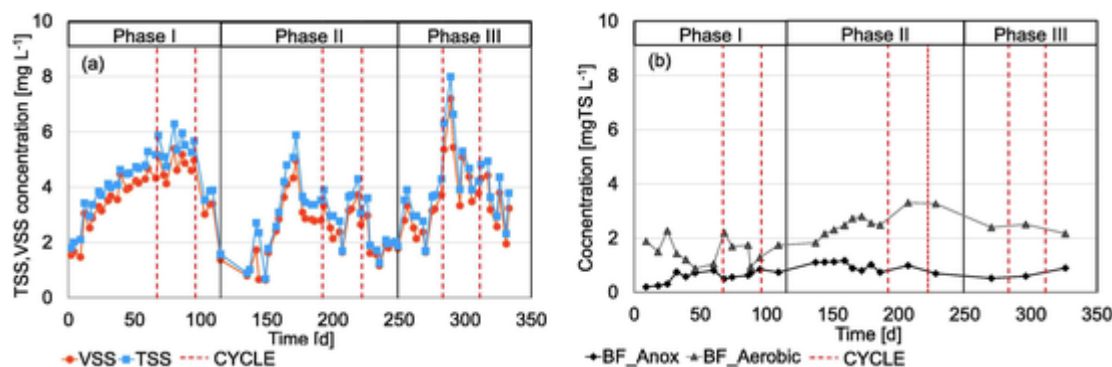 Phase I Phase II Phase III
(a)
TSS,VSS concentration [mg L-1]
10
8
6
4
2
0
0 50 100 150 200 250 300 350
Time [d]
VSS TSS CYCLE
Phase I Phase II Phase III
(b)
Cocentration [mgTS L-1]
10
8
6
4
2
0
0 50 100 150 200 250 300 350
Time [d]
BF_Anox BF_Aerobic CYCLE